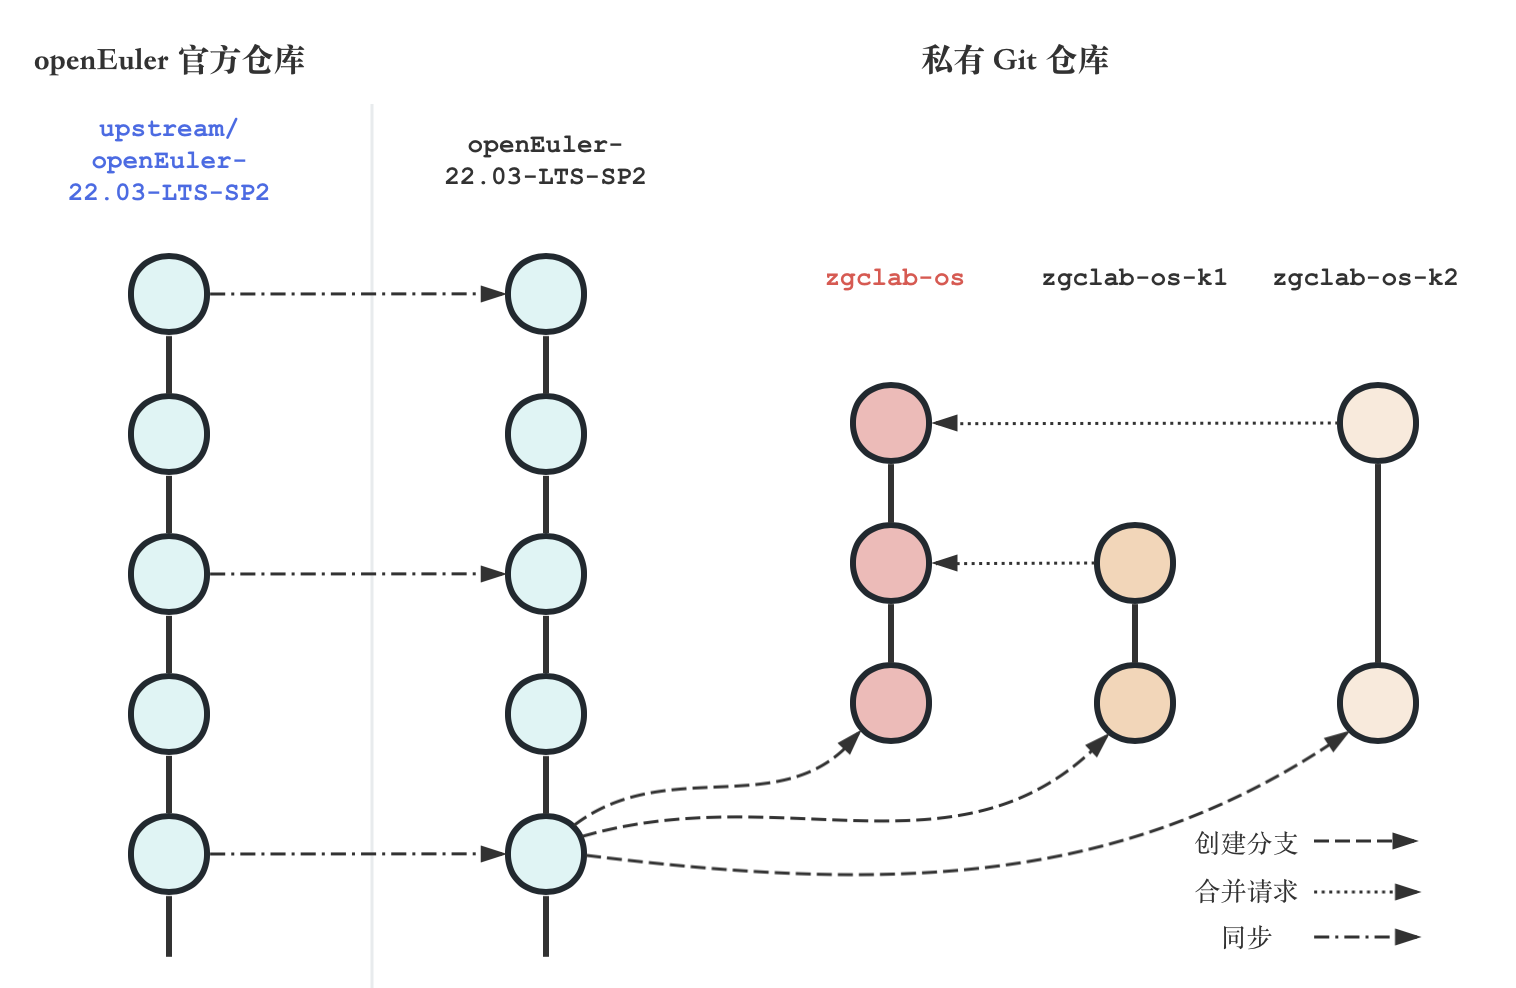 openEuler 官方仓库
私有 Git 仓库
upstream/
openEuler-
22.03-LTS-SP2
openEuler-
22.03-LTS-SP2
zgclab-os
zgclab-os-k1
zgclab-os-k2
创建分支
合并请求
同步